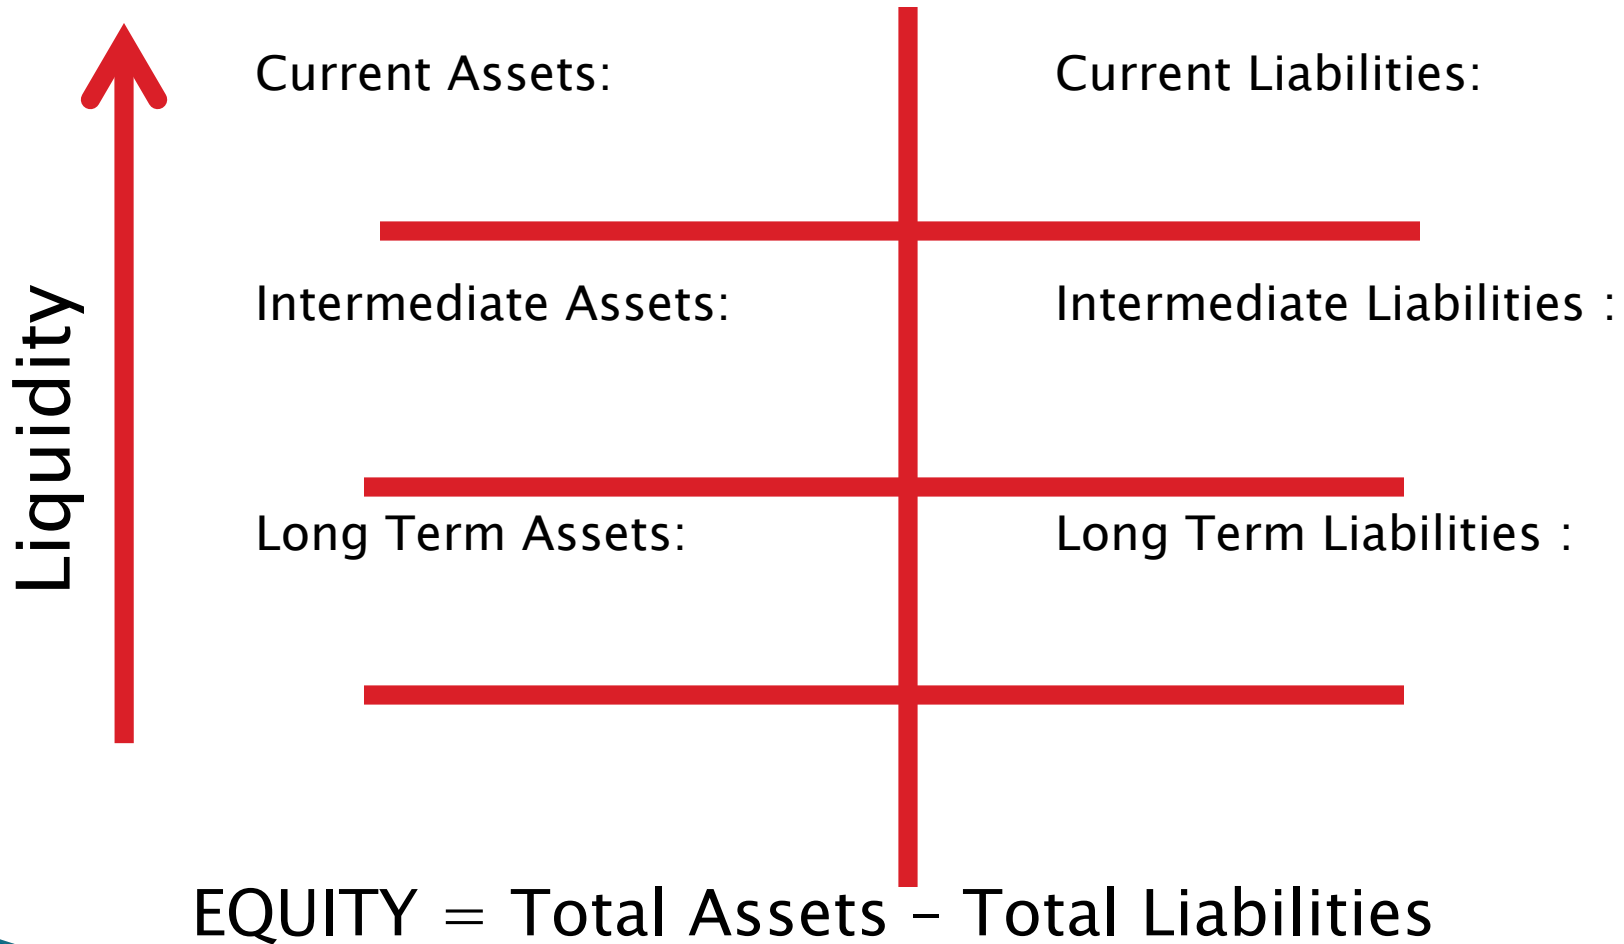 Current Assets:
Current Liabilities:
Intermediate Assets:
Intermediate Liabilities :
Long Term Assets:
Long Term Liabilities :
Liquidity
EQUITY = Total Assets – Total Liabilities